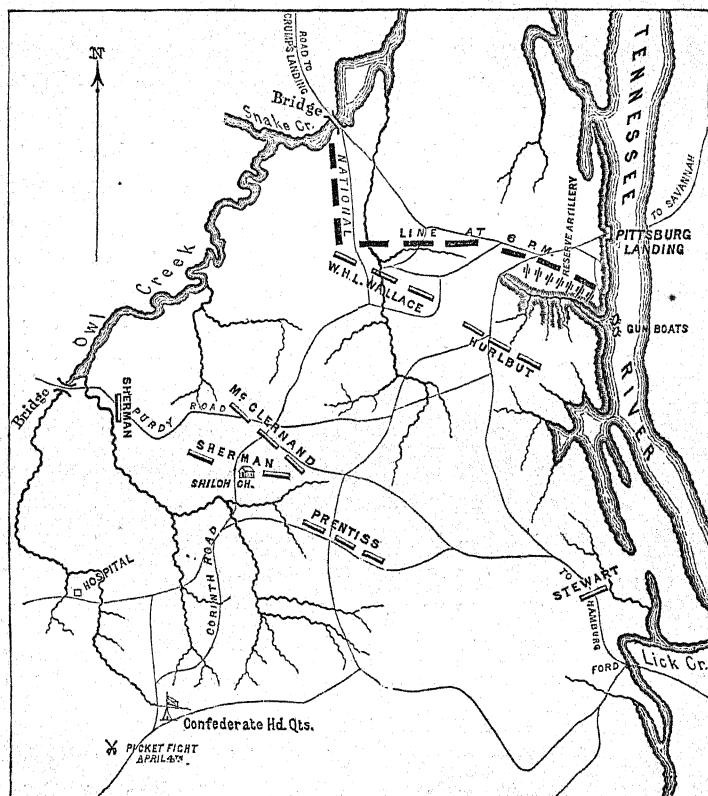 N
ROAD TO
CRUMPS LANDING
Bridge
Snake Cr.
TENNESSEE RIVER
TO SAVANNAH
NATIONAL LINE AT 6 P.M.
RESERVE ARTILLERY
PITTSBURG
LANDING
W.H.L. WALLACE
GUN BOATS
Owl Creek
HURLBUT
Bridge
SHERMAN
PURDY ROAD
McCLERNAND
SHERMAN
SHILOH CH.
PRENTISS
HOSPITAL
CORINTH ROAD
TO HAMBURG
STEWART
FORD
Lick Cr.
Confederate Hd. Qts.
PICKET FIGHT
APRIL 4TH